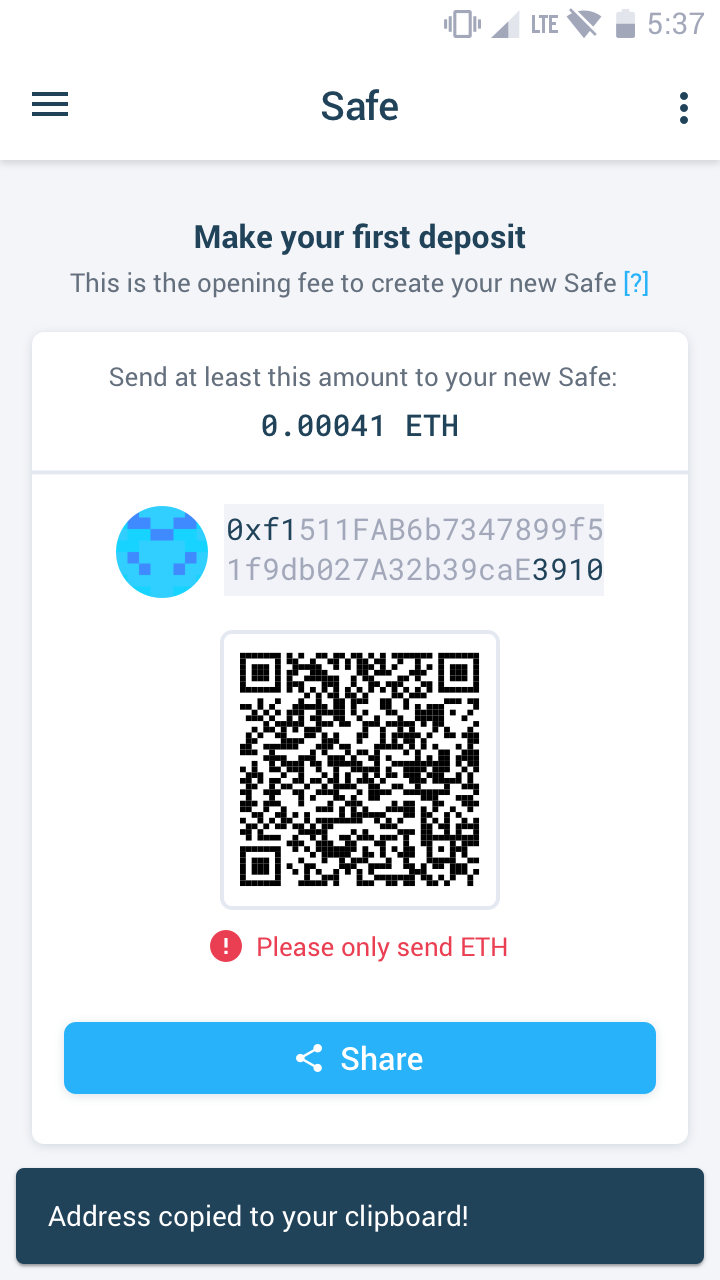 LTE 5:37
Safe
Make your first deposit
This is the opening fee to create your new Safe [?]
Send at least this amount to your new Safe:
0.00041 ETH
0xf1511FAB6b7347899f5
1f9db027A32b39caE3910
Please only send ETH
Share
Address copied to your clipboard!